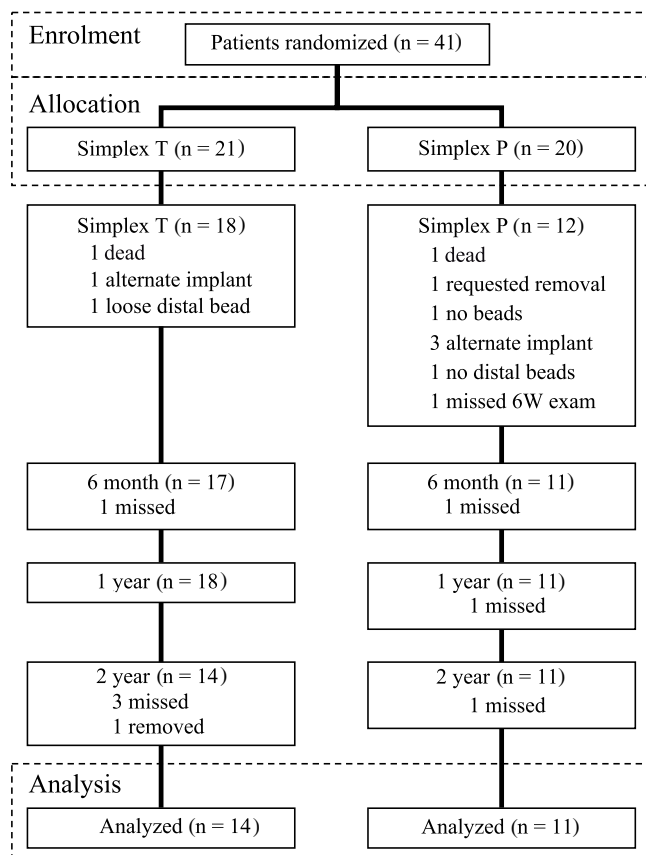 Enrolment
Patients randomized (n = 41)
Allocation
Simplex T (n = 21)
Simplex P (n = 20)
Simplex T (n = 18)
1 dead
1 alternate implant
1 loose distal bead
Simplex P (n = 12)
1 dead
1 requested removal
1 no beads
3 alternate implant
1 no distal beads
1 missed 6W exam
6 month (n = 17)
1 missed
6 month (n = 11)
1 missed
1 year (n = 18)
1 year (n = 11)
1 missed
2 year (n = 14)
3 missed
1 removed
2 year (n = 11)
1 missed
Analysis
Analyzed (n = 14)
Analyzed (n = 11)